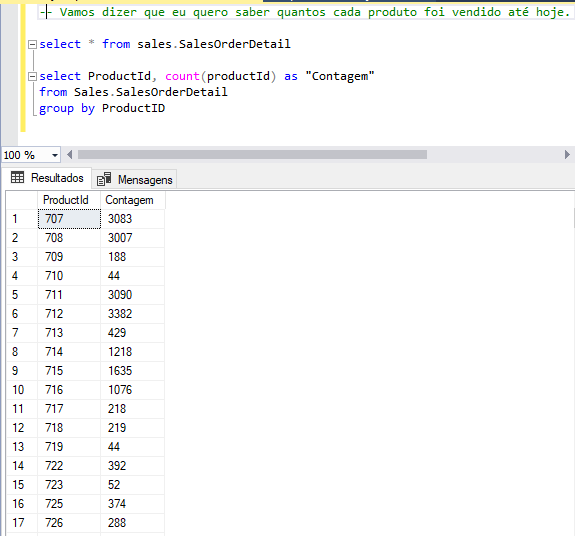 -- Vamos dizer que eu quero saber quantos cada produto foi vendido até hoje.
select * from sales.SalesOrderDetail
select ProductId, count(productId) as "Contagem"
from Sales.SalesOrderDetail
group by ProductID
100 %
Resultados Mensagens
ProductId Contagem
1 707 3083
2 708 3007
3 709 188
4 710 44
5 711 3090
6 712 3382
7 713 429
8 714 1218
9 715 1635
10 716 1076
11 717 218
12 718 219
13 719 44
14 722 392
15 723 52
16 725 374
17 726 288